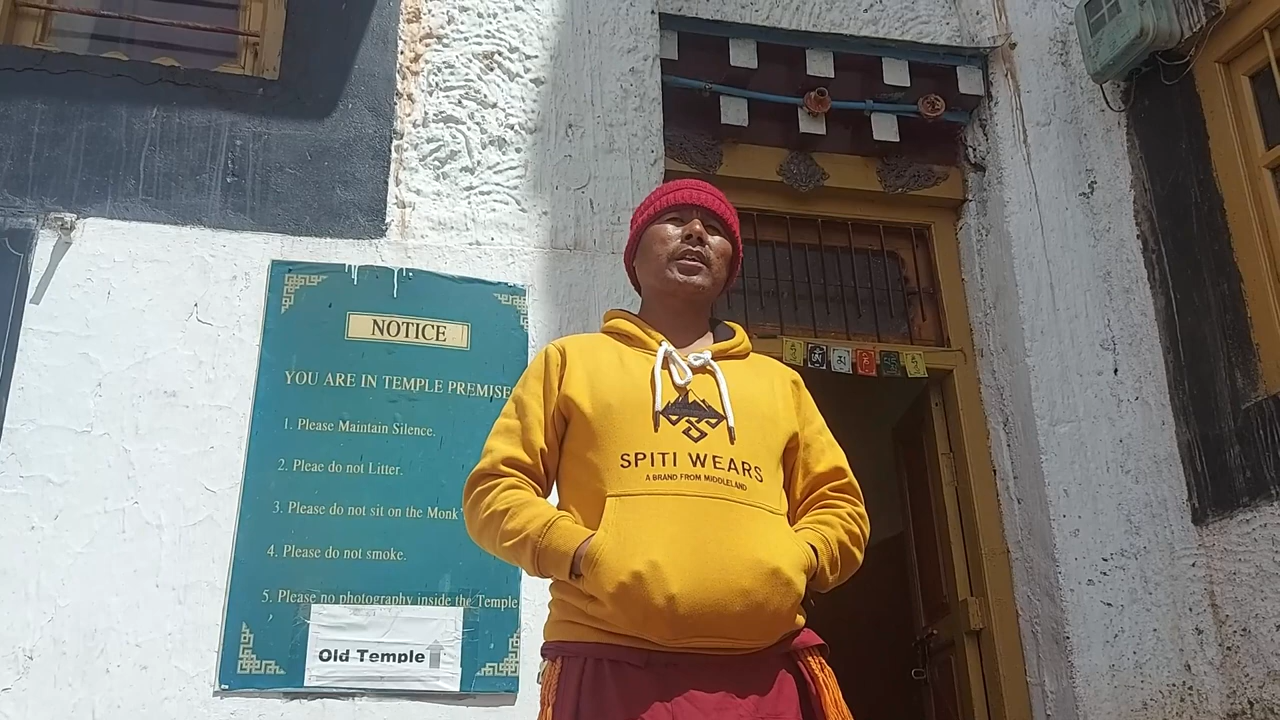 NOTICE
YOU ARE IN TEMPLE PREMISE
1. Please Maintain Silence.
2. Pleae do not Litter.
3. Please do not sit on the Monk'
4. Please do not smoke.
5. Please no photography inside the Temple
Old Temple
SPITI WEARS
A BRAND FROM MIDDLELAND
ཨོཾ མ ཎི པདྨེ ཧཱུྃ ཧྲཱིཿ